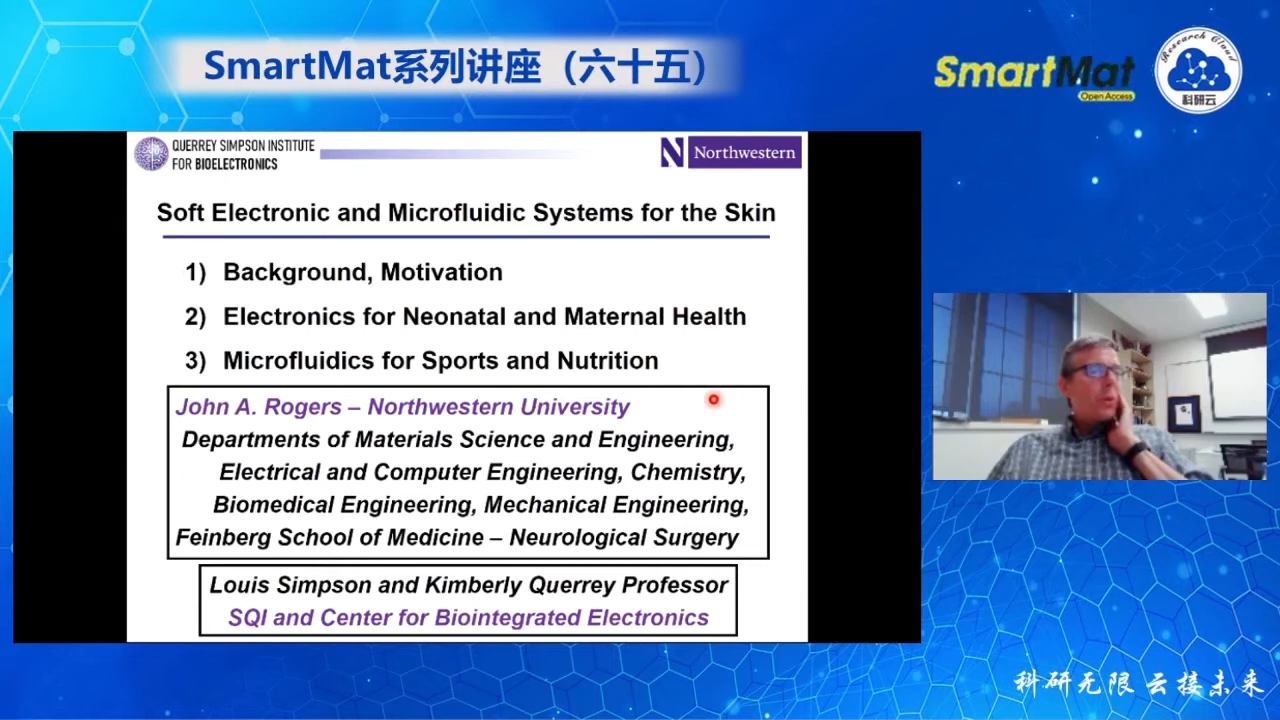 SmartMat系列讲座（六十五）
SmartMat
Open Access
Research Cloud
科研云
QUERREY SIMPSON INSTITUTE
FOR BIOELECTRONICS
N Northwestern
Soft Electronic and Microfluidic Systems for the Skin
1) Background, Motivation
2) Electronics for Neonatal and Maternal Health
3) Microfluidics for Sports and Nutrition
John A. Rogers – Northwestern University
Departments of Materials Science and Engineering,
Electrical and Computer Engineering, Chemistry,
Biomedical Engineering, Mechanical Engineering,
Feinberg School of Medicine – Neurological Surgery
Louis Simpson and Kimberly Querrey Professor
SQI and Center for Biointegrated Electronics
科研无限 云接未来